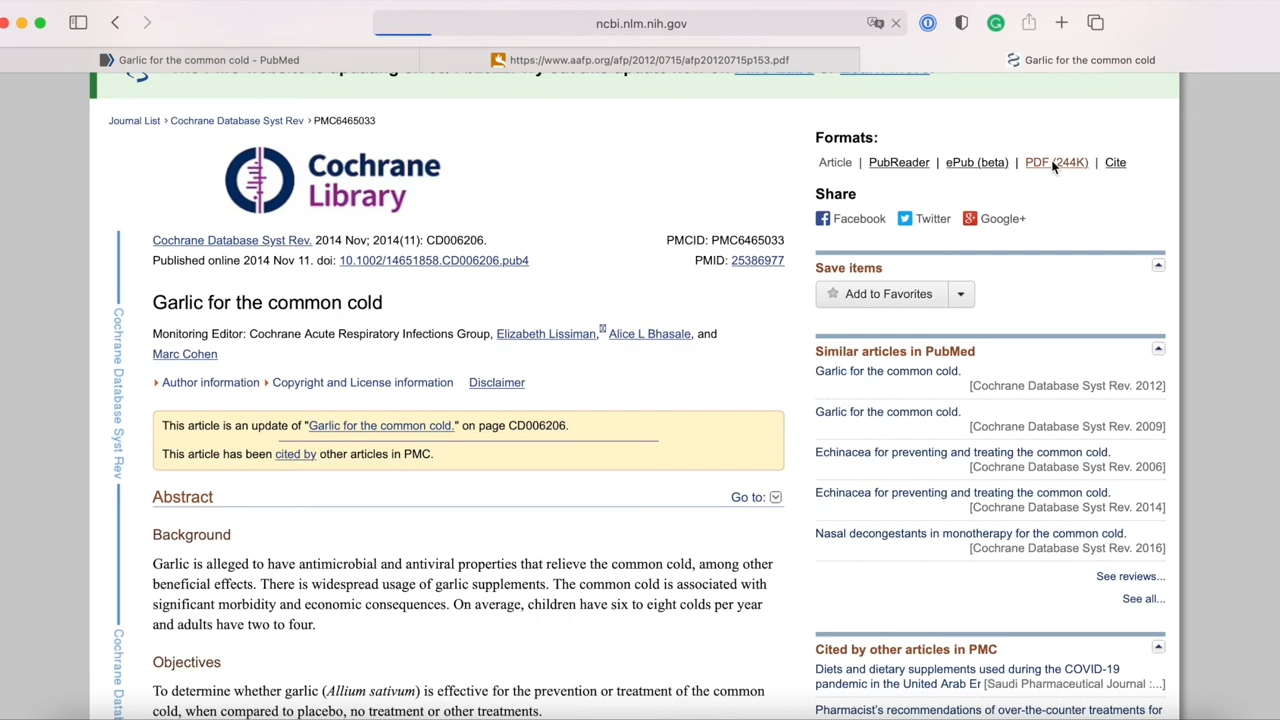 ncbi.nlm.nih.gov
Garlic for the common cold - PubMed
https://www.aafp.org/afp/2012/0715/afp20120715p153.pdf
Garlic for the common cold
Journal List > Cochrane Database Syst Rev > PMC6465033
Cochrane
Library
Cochrane Database Syst Rev. 2014 Nov; 2014(11): CD006206.
PMCID: PMC6465033
Published online 2014 Nov 11. doi: 10.1002/14651858.CD006206.pub4
PMID: 25386977
Garlic for the common cold
Monitoring Editor: Cochrane Acute Respiratory Infections Group, Elizabeth Lissiman, Alice L Bhasale, and
Marc Cohen
Author information Copyright and License information Disclaimer
This article is an update of "Garlic for the common cold." on page CD006206.
This article has been cited by other articles in PMC.
Abstract
Go to:
Background
Garlic is alleged to have antimicrobial and antiviral properties that relieve the common cold, among other
beneficial effects. There is widespread usage of garlic supplements. The common cold is associated with
significant morbidity and economic consequences. On average, children have six to eight colds per year
and adults have two to four.
Objectives
To determine whether garlic (Allium sativum) is effective for the prevention or treatment of the common
cold, when compared to placebo, no treatment or other treatments.
Cochrane Database Syst Rev
Cochrane Datab
Formats:
Article | PubReader | ePub (beta) | PDF (244K) | Cite
Share
Facebook Twitter Google+
Save items
Add to Favorites
Similar articles in PubMed
Garlic for the common cold.
[Cochrane Database Syst Rev. 2012]
Garlic for the common cold.
[Cochrane Database Syst Rev. 2009]
Echinacea for preventing and treating the common cold.
[Cochrane Database Syst Rev. 2006]
Echinacea for preventing and treating the common cold.
[Cochrane Database Syst Rev. 2014]
Nasal decongestants in monotherapy for the common cold.
[Cochrane Database Syst Rev. 2016]
See reviews...
See all...
Cited by other articles in PMC
Diets and dietary supplements used during the COVID-19
pandemic in the United Arab Er [Saudi Pharmaceutical Journal :...]
Pharmacist's recommendations of over-the-counter treatments for